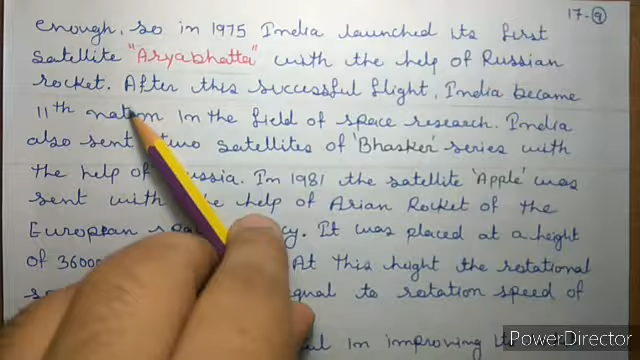 17-9
enough, so in 1975 India launched its first
satellite "Aryabhatta" with the help of Russian
rocket. After this successful flight, India became
11th nation in the field of space research. India
also sent two satellites of 'Bhasker' series with
the help of Russia. In 1981 the satellite 'Apple' was
sent with help of Arian Rocket of the
European It was placed at a height
of 36000 At this height the rotational
equal to rotation speed of
in improving its
PowerDirector